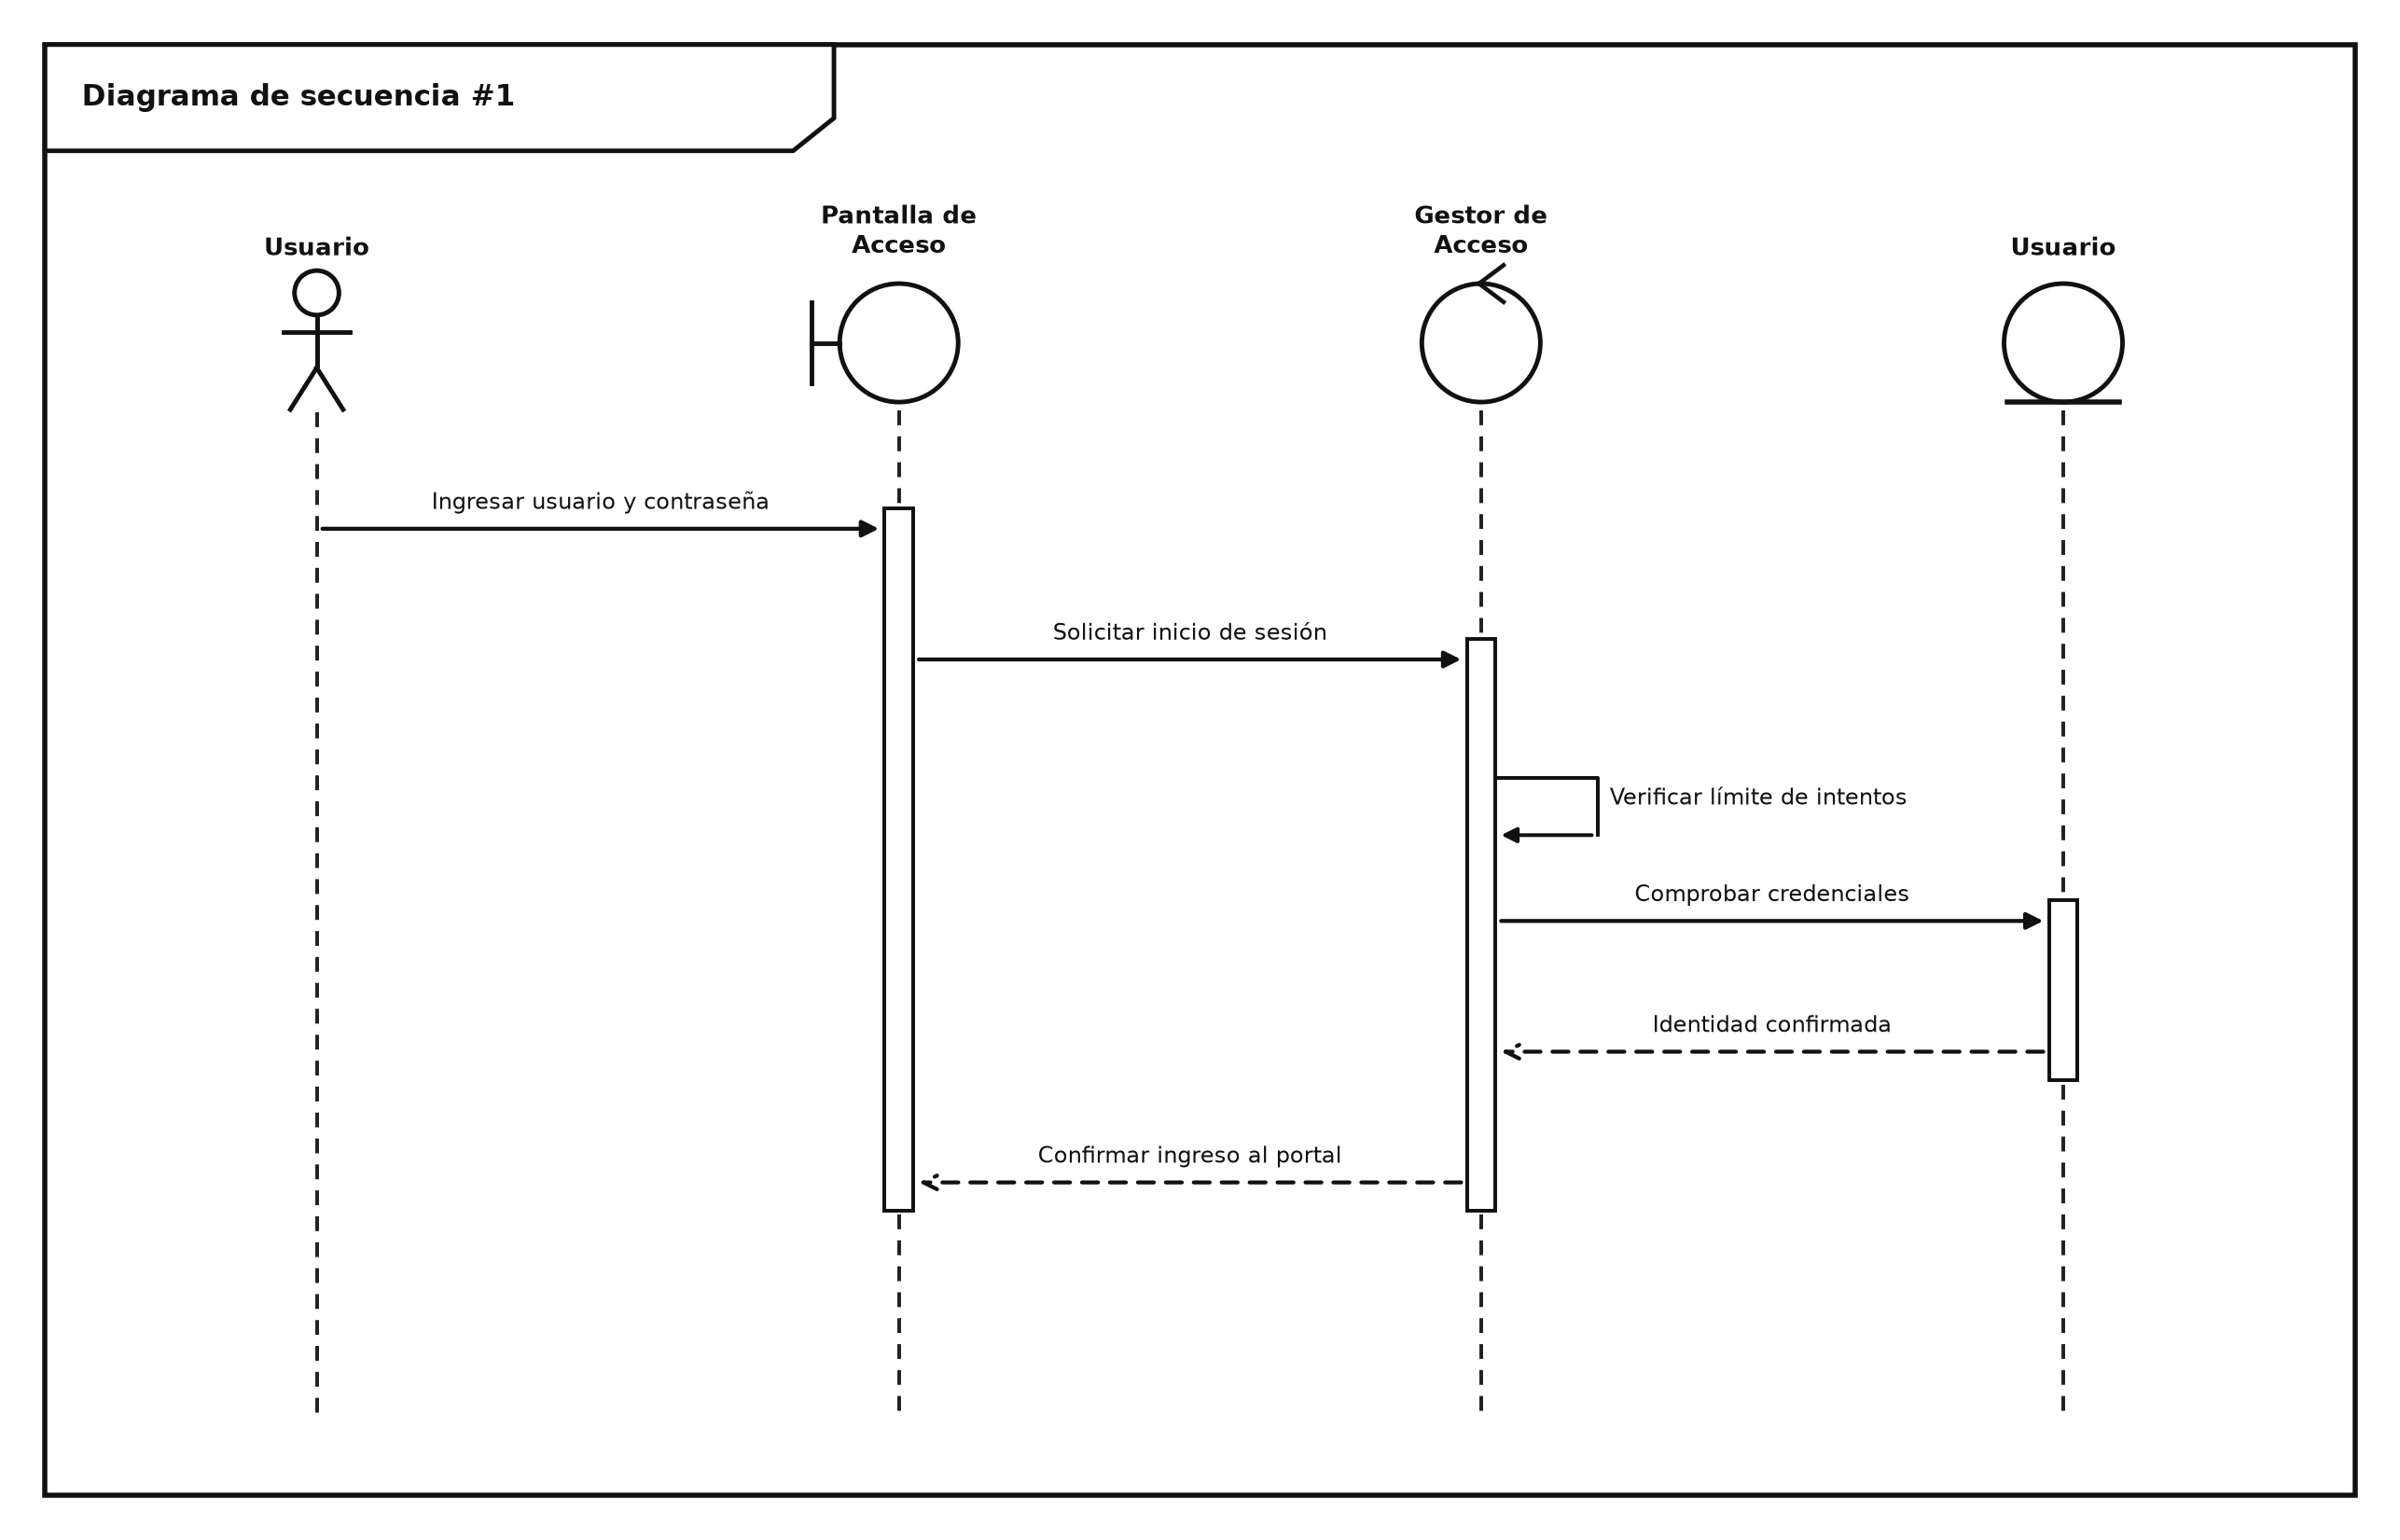 Diagrama de secuencia #1
Pantalla de
Acceso
Gestor de
Acceso
Usuario
Usuario
Ingresar usuario y contraseña
Solicitar inicio de sesión
Verificar límite de intentos
Comprobar credenciales
Identidad confirmada
Confirmar ingreso al portal